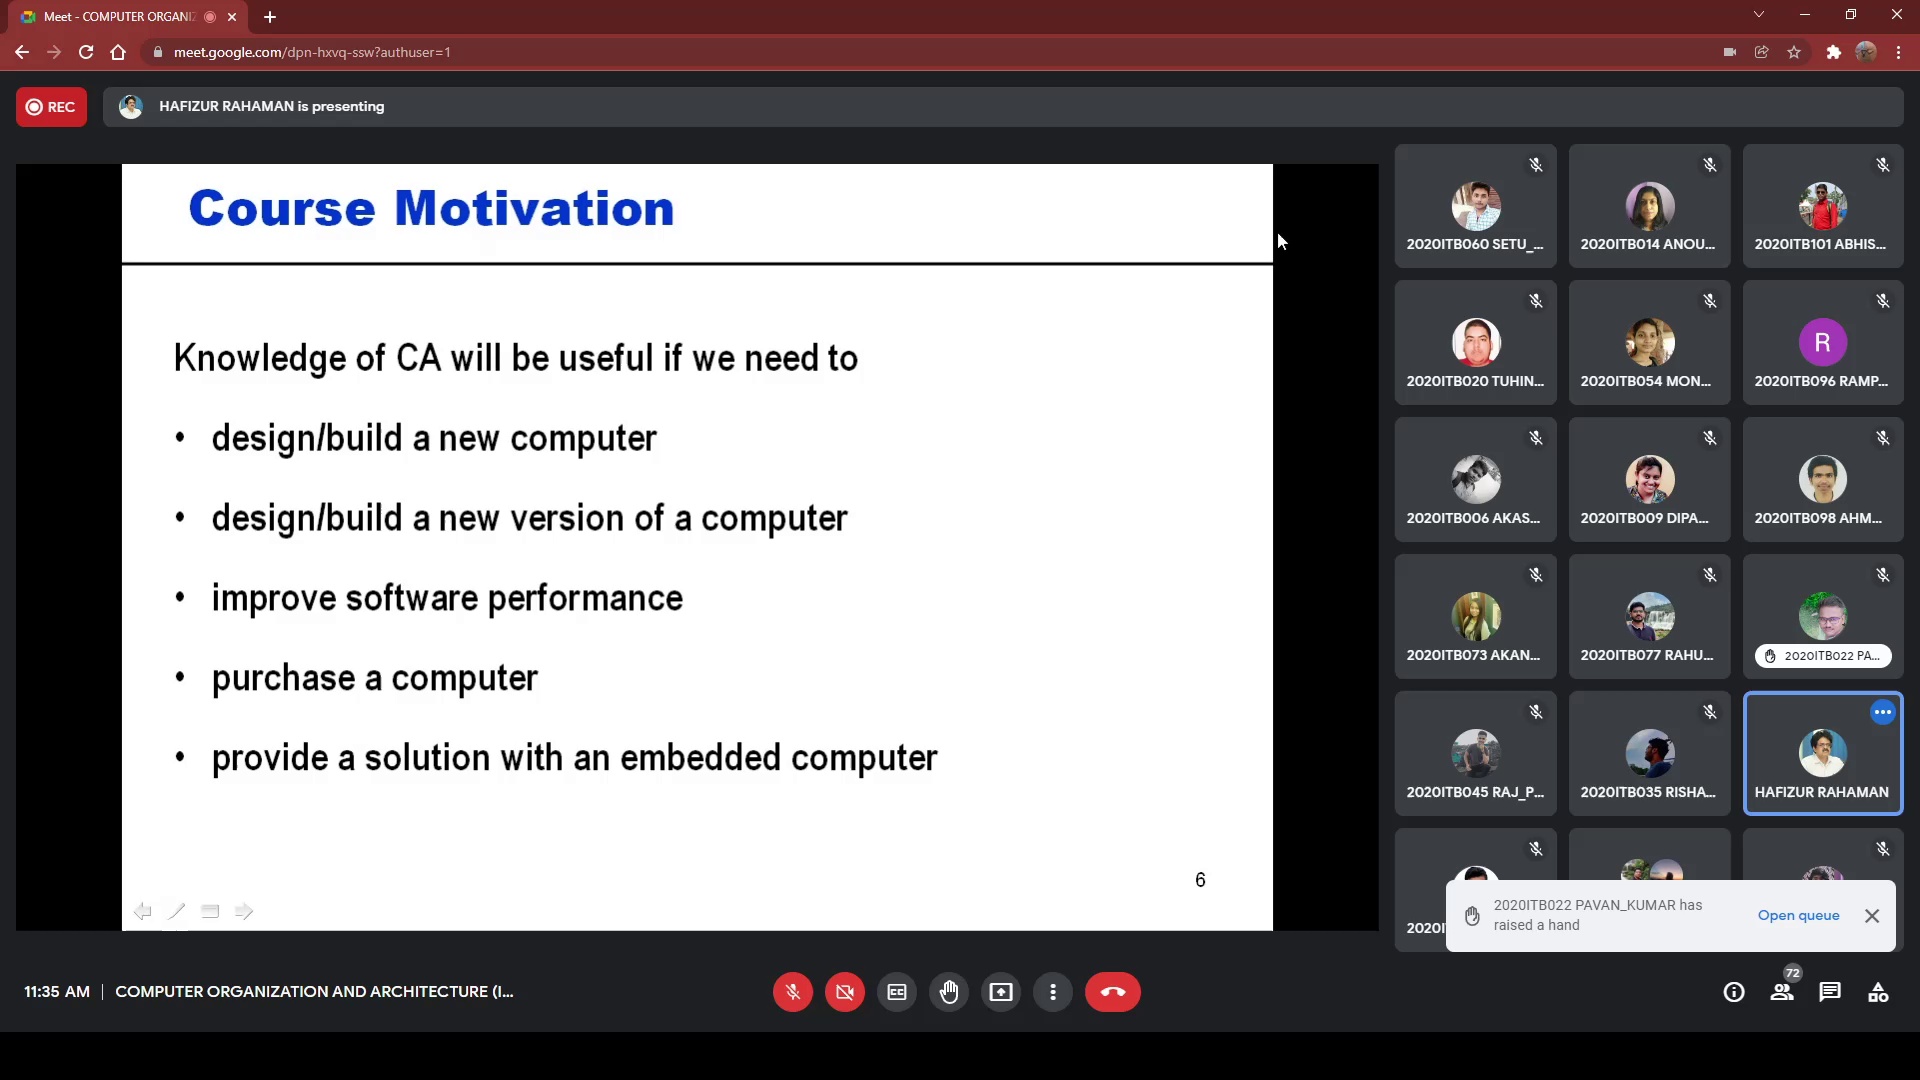 Meet - COMPUTER ORGANIZ
meet.google.com/dpn-hxvq-ssw?authuser=1
REC
HAFIZUR RAHAMAN is presenting
Course Motivation
Knowledge of CA will be useful if we need to
• design/build a new computer
• design/build a new version of a computer
• improve software performance
• purchase a computer
• provide a solution with an embedded computer
6
2020ITB060 SETU_...
2020ITB014 ANOU...
2020ITB101 ABHIS...
2020ITB020 TUHIN...
2020ITB054 MON...
R
2020ITB096 RAMP...
2020ITB006 AKAS...
2020ITB009 DIPA...
2020ITB098 AHM...
2020ITB073 AKAN...
2020ITB077 RAHU...
2020ITB022 PA...
2020ITB045 RAJ_P...
2020ITB035 RISHA...
HAFIZUR RAHAMAN
2020ITB022 PAVAN_KUMAR has
raised a hand
Open queue
11:35 AM | COMPUTER ORGANIZATION AND ARCHITECTURE (I...
72